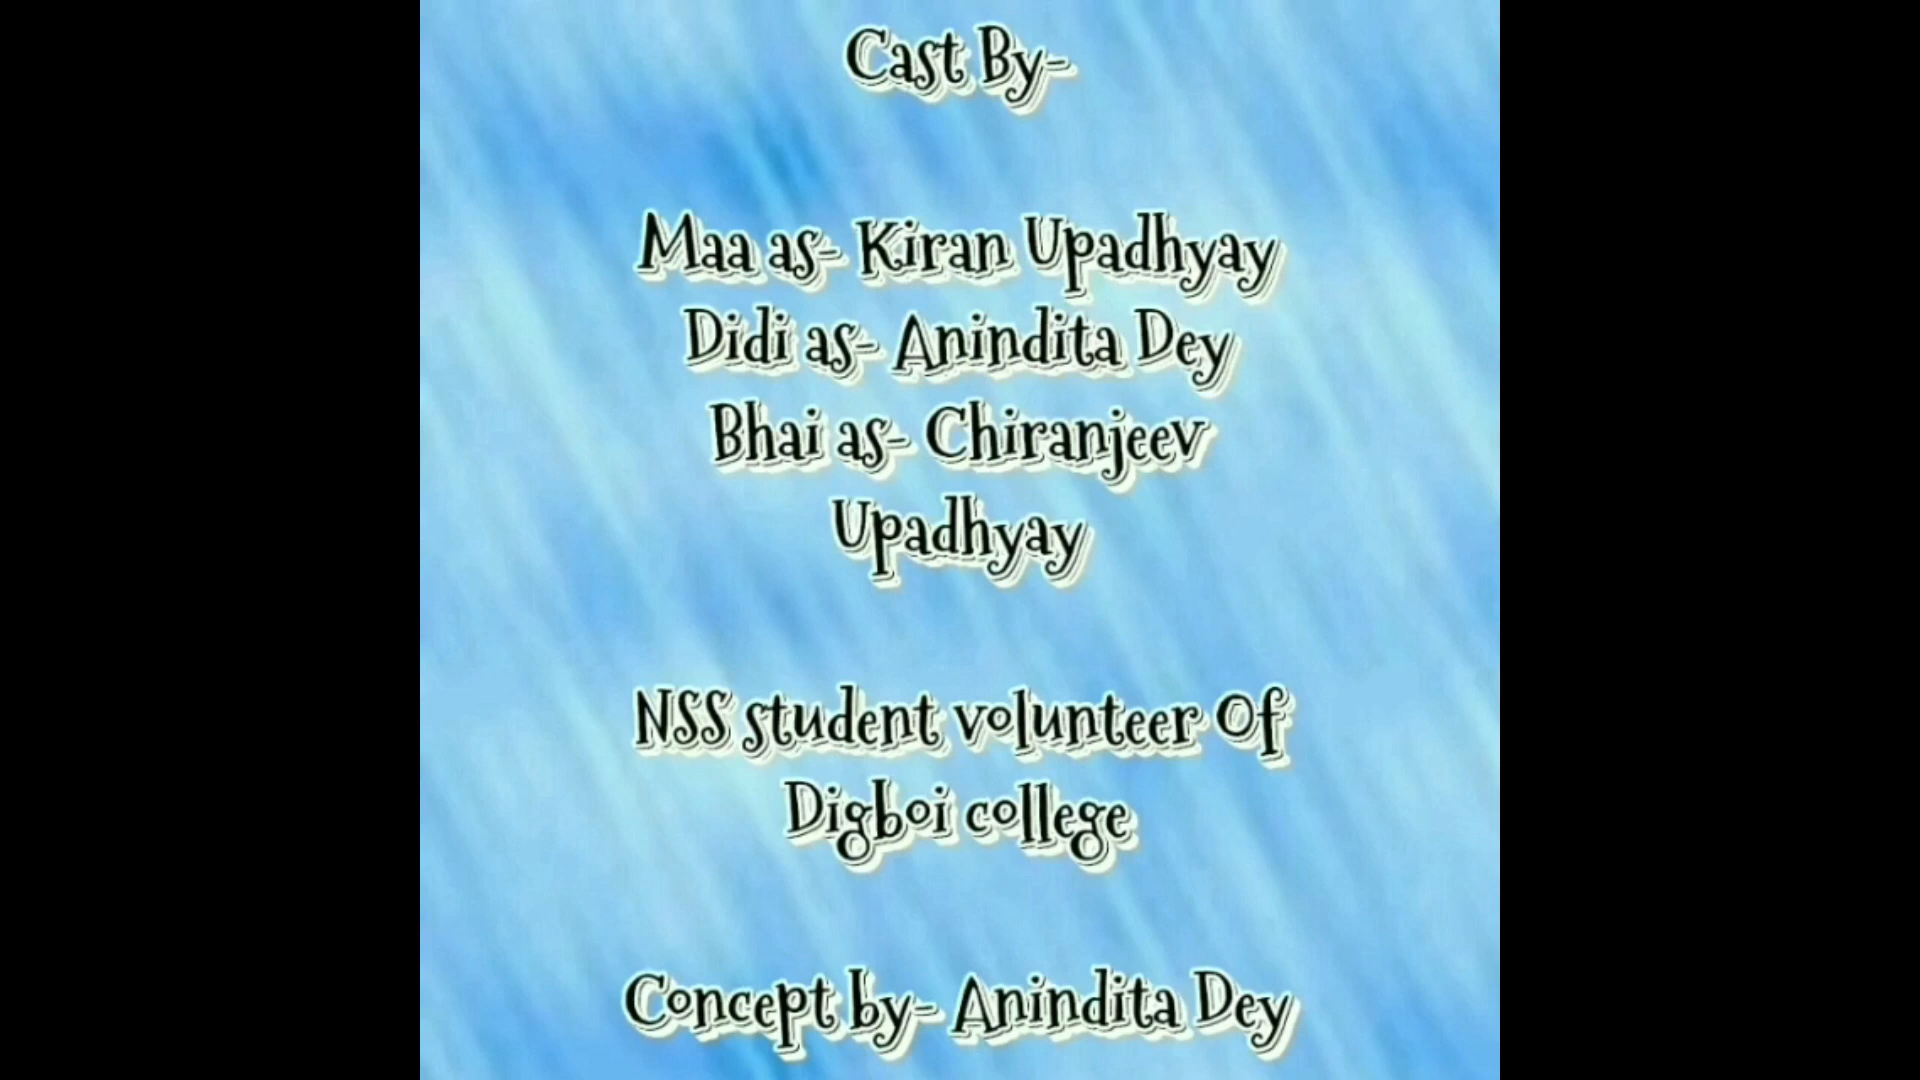 Cast By-
Maa as- Kiran Upadhyay
Didi as- Anindita Dey
Bhai as- Chiranjeev
Upadhyay
NSS student volunteer Of
Digboi college
Concept by- Anindita Dey